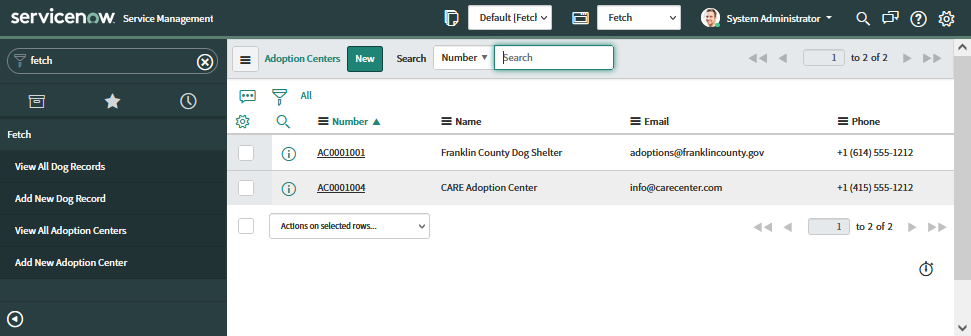 servicenow Service Management
Default [Fetcl
Fetch
System Administrator
fetch
Adoption Centers New Search Number Search 1 to 2 of 2
All
Number Name Email Phone
AC0001001 Franklin County Dog Shelter adoptions@franklincounty.gov +1 (614) 555-1212
AC0001004 CARE Adoption Center info@carecenter.com +1 (415) 555-1212
Actions on selected rows... 1 to 2 of 2
Fetch
View All Dog Records
Add New Dog Record
View All Adoption Centers
Add New Adoption Center